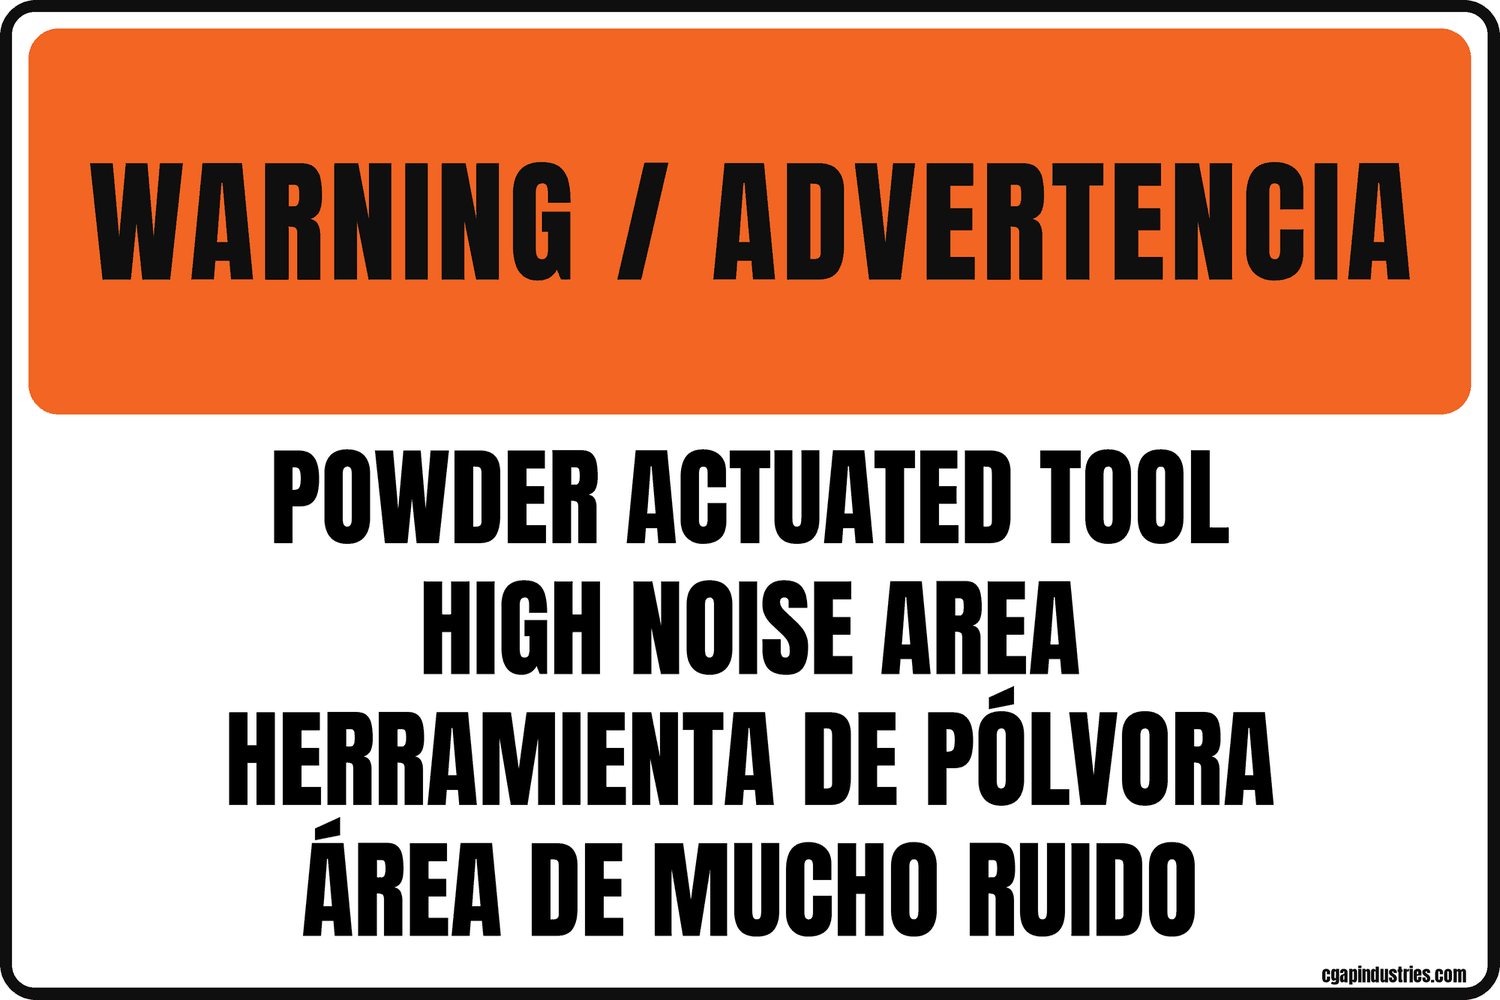 WARNING / ADVERTENCIA
POWDER ACTUATED TOOL
HIGH NOISE AREA
HERRAMIENTA DE PÓLVORA
ÁREA DE MUCHO RUIDO
cgapindustries.com